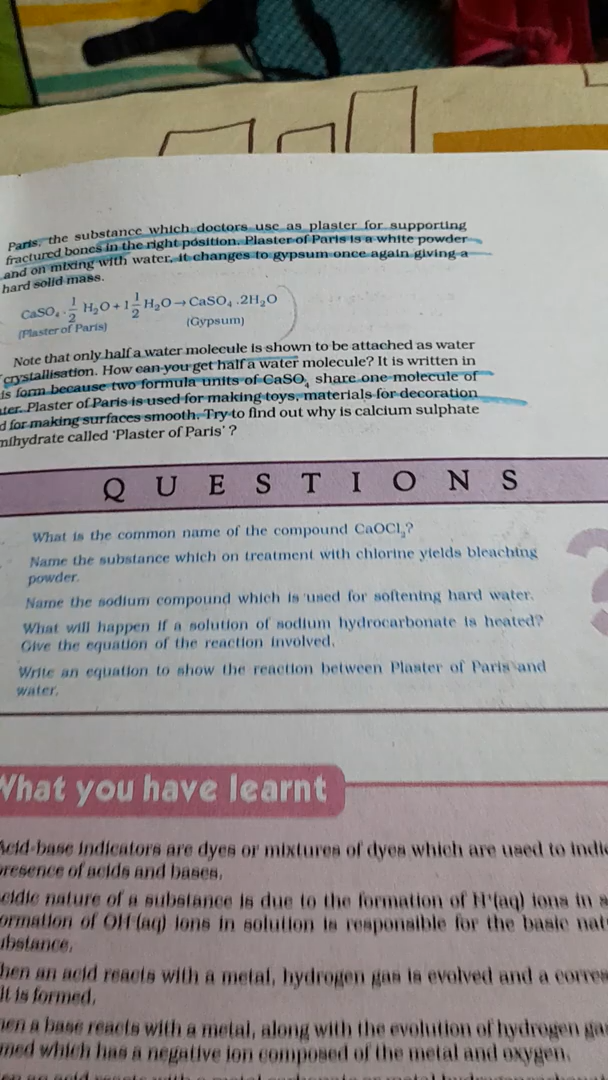 Paris, the substance which doctors use as plaster for supporting
fractured bones in the right position. Plaster of Paris is a white powder
and on mixing with water, it changes to gypsum once again giving a
hard solid mass.
CaSO₄.1/2 H₂O + 1 1/2 H₂O → CaSO₄.2H₂O
(Plaster of Paris) (Gypsum)
Note that only half a water molecule is shown to be attached as water
crystallisation. How can you get half a water molecule? It is written in
is form because two formula units of CaSO₄ share one molecule of
ter. Plaster of Paris is used for making toys, materials for decoration
d for making surfaces smooth. Try to find out why is calcium sulphate
mihydrate called 'Plaster of Paris' ?
QUESTIONS
What is the common name of the compound CaOCl₂?
Name the substance which on treatment with chlorine yields bleaching
powder.
Name the sodium compound which is used for softening hard water.
What will happen if a solution of sodium hydrocarbonate is heated?
Give the equation of the reaction involved.
Write an equation to show the reaction between Plaster of Paris and
water.
?
What you have learnt
Acid-base indicators are dyes or mixtures of dyes which are used to indic
presence of acids and bases.
cidic nature of a substance is due to the formation of H⁺(aq) ions in s
ormation of OH⁻(aq) ions in solution is responsible for the basic nat
ubstance.
hen an acid reacts with a metal, hydrogen gas is evolved and a corres
lt is formed.
hen a base reacts with a metal, along with the evolution of hydrogen ga
med which has a negative ion composed of the metal and oxygen.